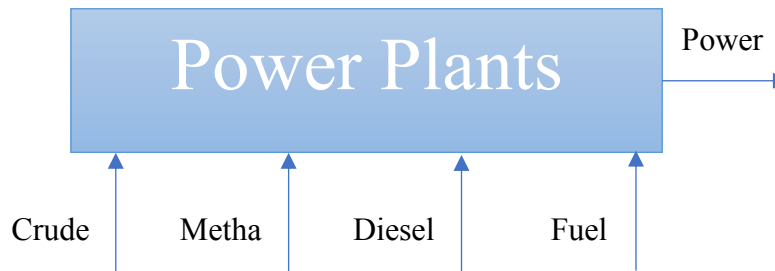 Power Plants
Power
Crude
Metha
Diesel
Fuel